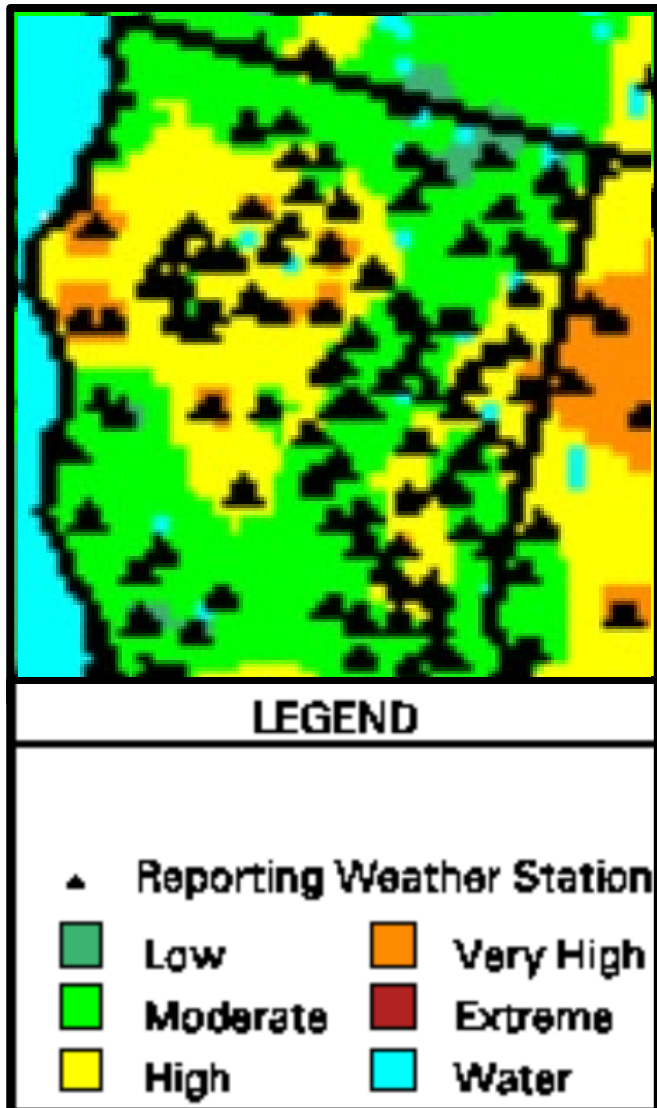 LEGEND
Reporting Weather Station
Low
Very High
Moderate
Extreme
High
Water